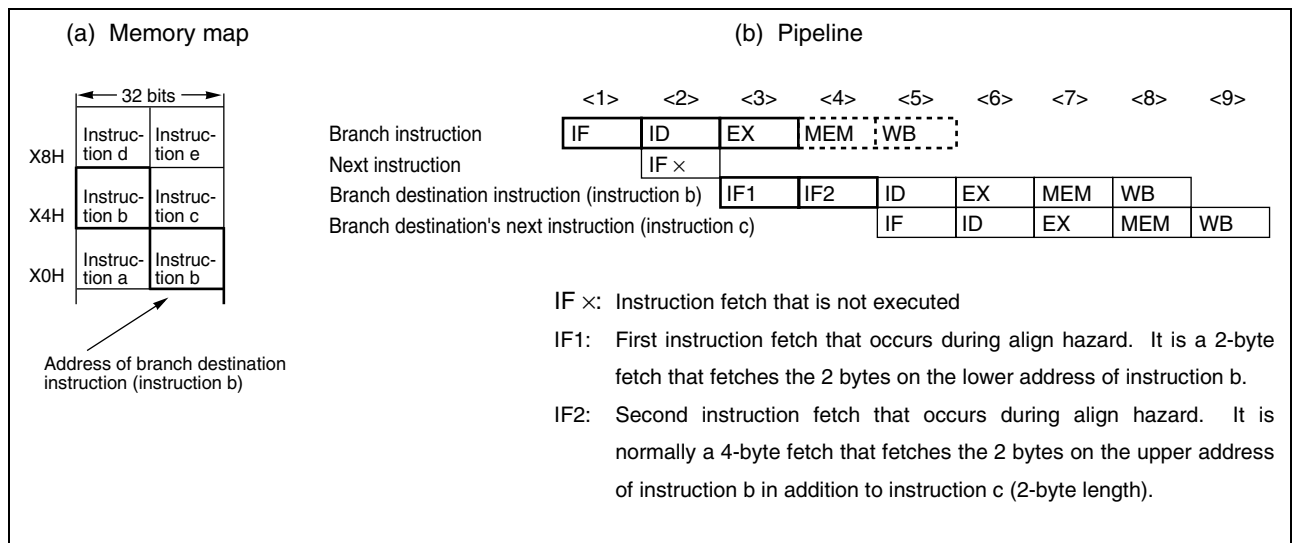 (a) Memory map
32 bits
Instruc-
tion d
Instruc-
tion e
X8H
Instruc-
tion b
Instruc-
tion c
X4H
Instruc-
tion a
Instruc-
tion b
X0H
Address of branch destination
instruction (instruction b)
(b) Pipeline
<1> <2> <3> <4> <5> <6> <7> <8> <9>
Branch instruction IF ID EX MEM WB
Next instruction IF ×
Branch destination instruction (instruction b) IF1 IF2 ID EX MEM WB
Branch destination's next instruction (instruction c) IF ID EX MEM WB
IF ×: Instruction fetch that is not executed
IF1: First instruction fetch that occurs during align hazard. It is a 2-byte
fetch that fetches the 2 bytes on the lower address of instruction b.
IF2: Second instruction fetch that occurs during align hazard. It is
normally a 4-byte fetch that fetches the 2 bytes on the upper address
of instruction b in addition to instruction c (2-byte length).